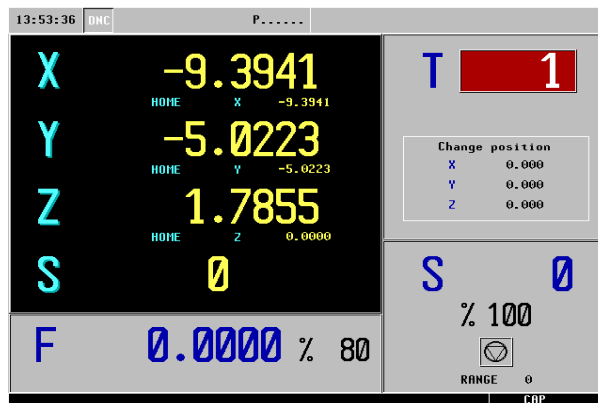 13:53:36 DNC P......
X -9.3941
HOME X -9.3941
Y -5.0223
HOME Y -5.0223
Z 1.7855
HOME Z 0.0000
S 0
F 0.0000 % 80
T 1
Change position
X 0.000
Y 0.000
Z 0.000
S 0
% 100
RANGE 0
CAP